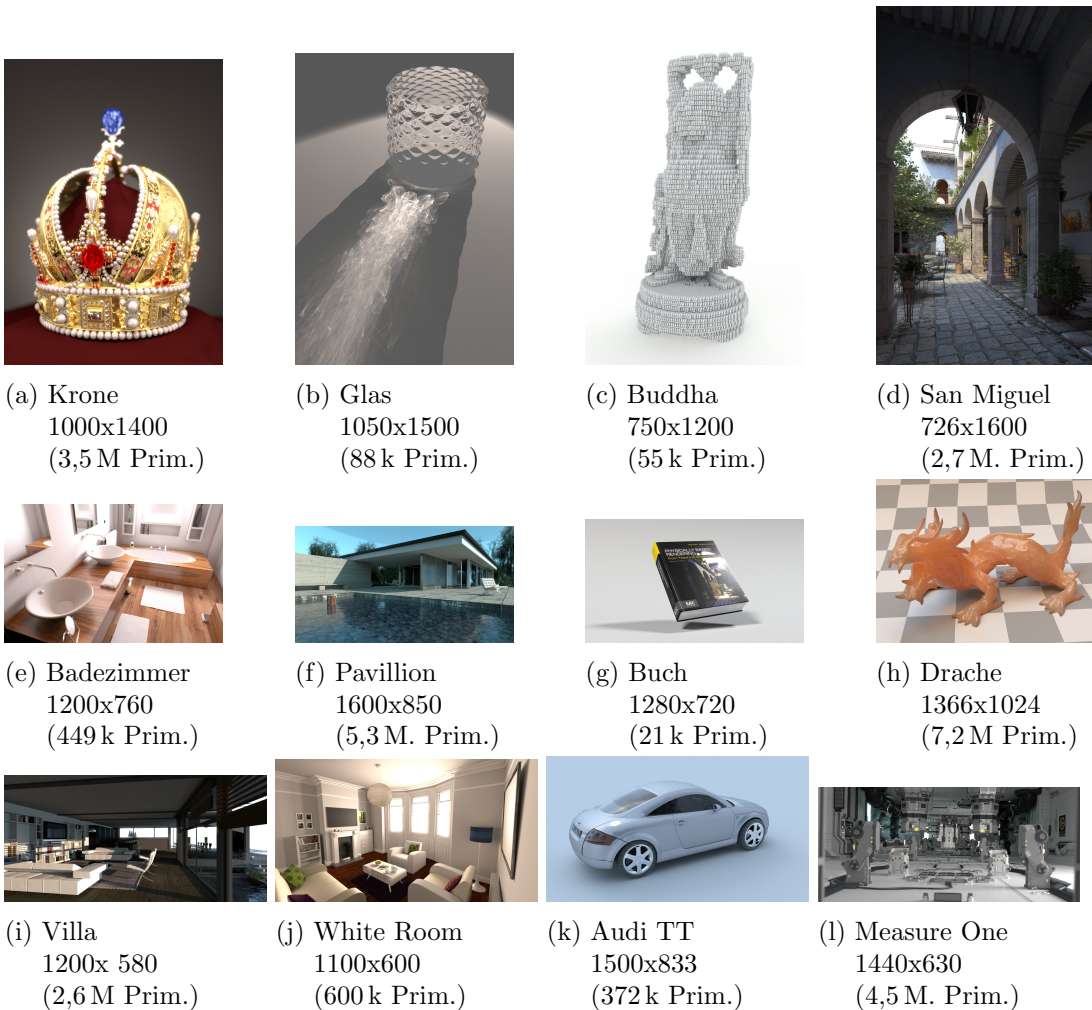 (a) Krone
1000x1400
(3,5 M Prim.)
(b) Glas
1050x1500
(88 k Prim.)
(c) Buddha
750x1200
(55 k Prim.)
(d) San Miguel
726x1600
(2,7 M. Prim.)
PHYSICALLY BASED
RENDERING
(e) Badezimmer
1200x760
(449 k Prim.)
(f) Pavillion
1600x850
(5,3 M. Prim.)
(g) Buch
1280x720
(21 k Prim.)
(h) Drache
1366x1024
(7,2 M Prim.)
(i) Villa
1200x 580
(2,6 M Prim.)
(j) White Room
1100x600
(600 k Prim.)
(k) Audi TT
1500x833
(372 k Prim.)
(l) Measure One
1440x630
(4,5 M. Prim.)